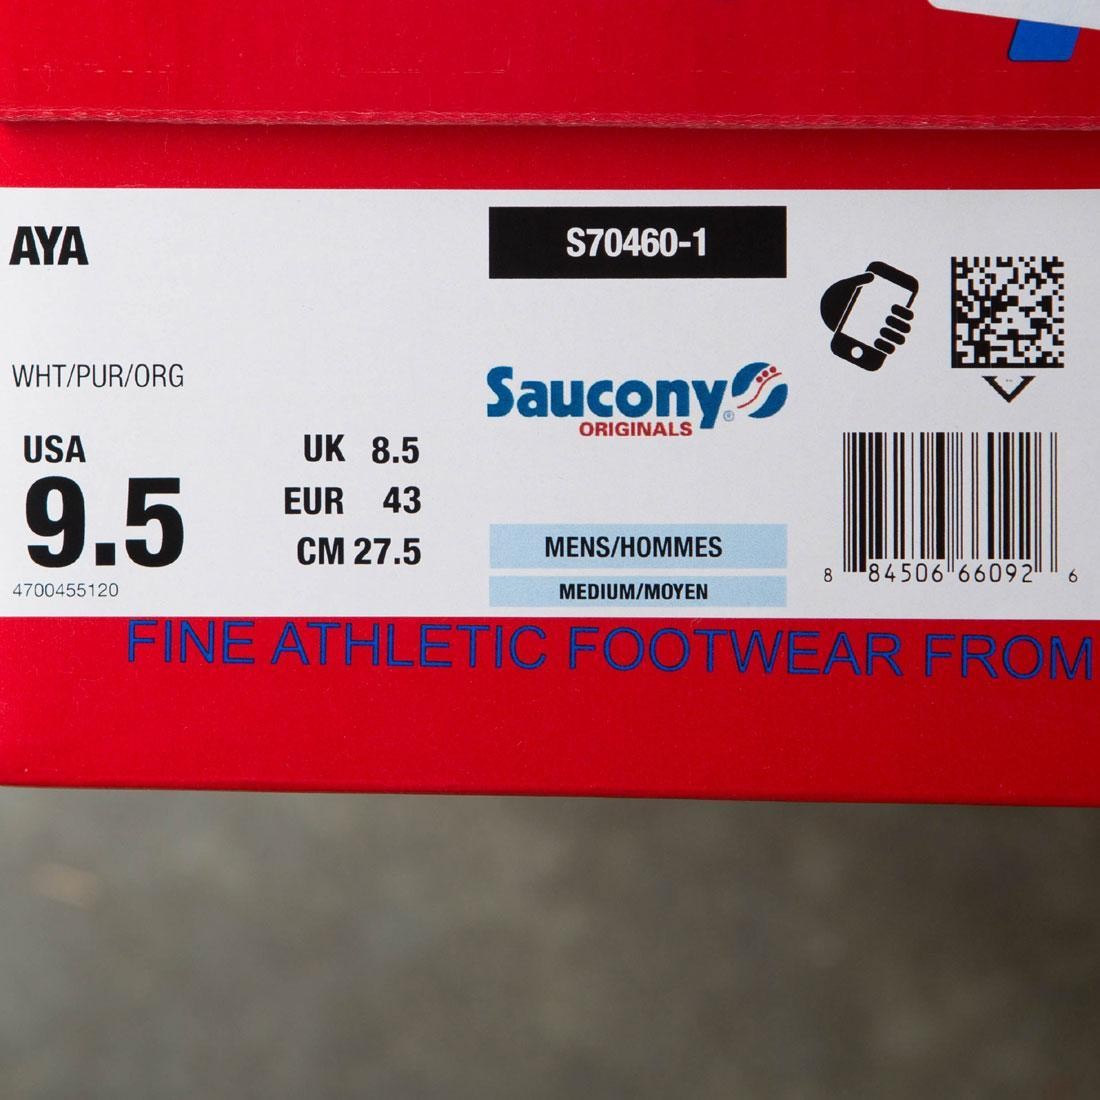 AYA
S70460-1
WHT/PUR/ORG
Saucony®
ORIGINALS
USA
9.5
UK 8.5
EUR 43
CM 27.5
4700455120
MENS/HOMMES
MEDIUM/MOYEN
8 84506 66092 6
FINE ATHLETIC FOOTWEAR FROM